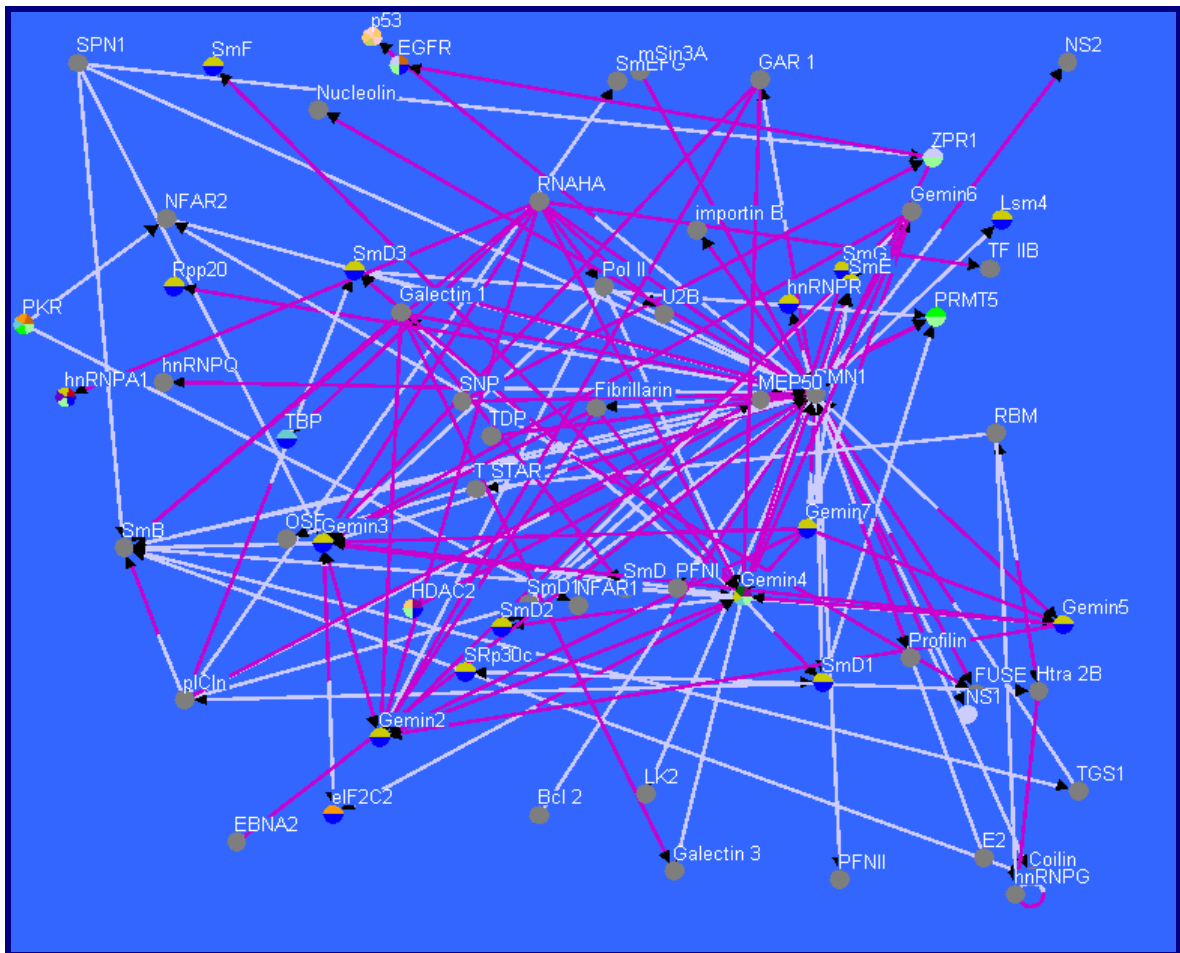 p53
SPN1
SmF
EGFR
mSin3A
SmEFG
GAR 1
NS2
Nucleolin
ZPR1
RNAHA
NFAR2
importin B
Gemin6
Lsm4
Rpp20
SmD3
Pol II
SmG
SmE
TF IIB
PKR
Galectin 1
U2B
hnRNPR
PRMT5
hnRNPA1
hnRNPQ
SNP
Fibrillarin
MEP50
SMN1
TBP
TDP
RBM
T STAR
SmB
OSF
Gemin3
Gemin7
HDAC2
SmD1
NFAR1
SmD
PFNI
Gemin4
SmD2
Gemin5
pICln
SRp30c
SmD1
Profilin
FUSE
Htra 2B
NS1
Gemin2
eIF2C2
EBNA2
Bcl 2
LK2
TGS1
Galectin 3
PFNII
E2
Coilin
hnRNPG